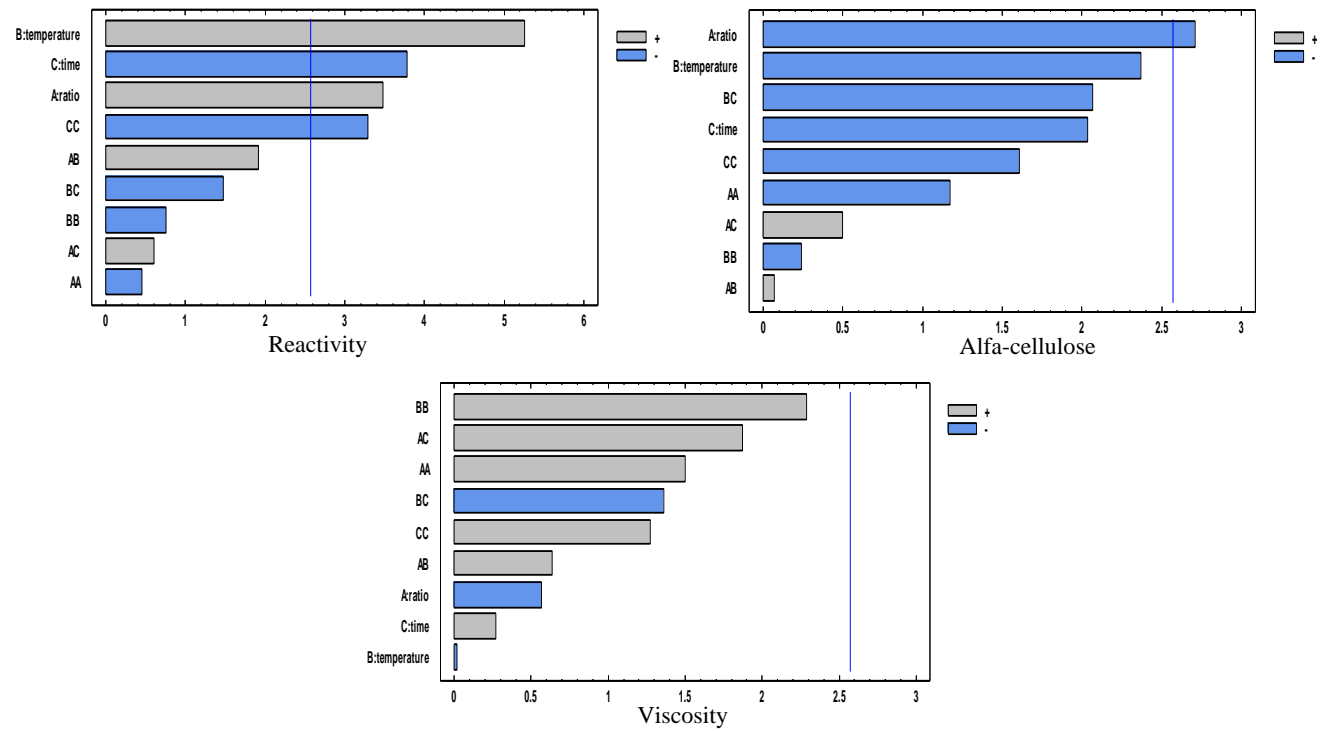 B:temperature
C:time
A:ratio
CC
AB
BC
BB
AC
AA
+
-
0 1 2 3 4 5 6
Reactivity
A:ratio
B:temperature
BC
C:time
CC
AA
AC
BB
AB
+
-
0 0.5 1 1.5 2 2.5 3
Alfa-cellulose
BB
AC
AA
BC
CC
AB
A:ratio
C:time
B:temperature
+
-
0 0.5 1 1.5 2 2.5 3
Viscosity